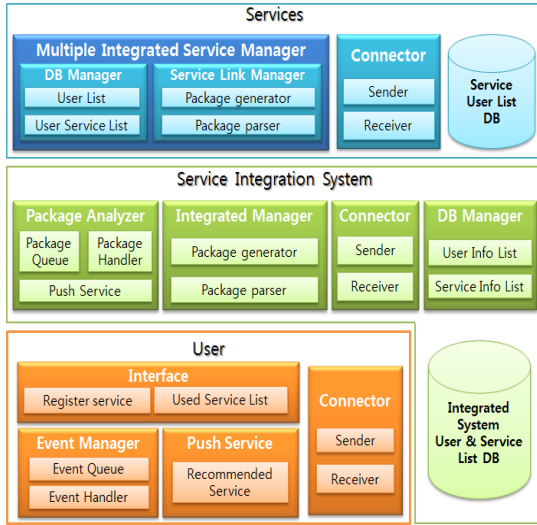 Services
Multiple Integrated Service Manager
DB Manager
User List
User Service List
Service Link Manager
Package generator
Package parser
Connector
Sender
Receiver
Service
User List
DB
Service Integration System
Package Analyzer
Package
Queue
Package
Handler
Push Service
Integrated Manager
Package generator
Package parser
Connector
Sender
Receiver
DB Manager
User Info List
Service Info List
User
Interface
Register service
Used Service List
Event Manager
Event Queue
Event Handler
Push Service
Recommended
Service
Connector
Sender
Receiver
Integrated
System
User & Service
List DB